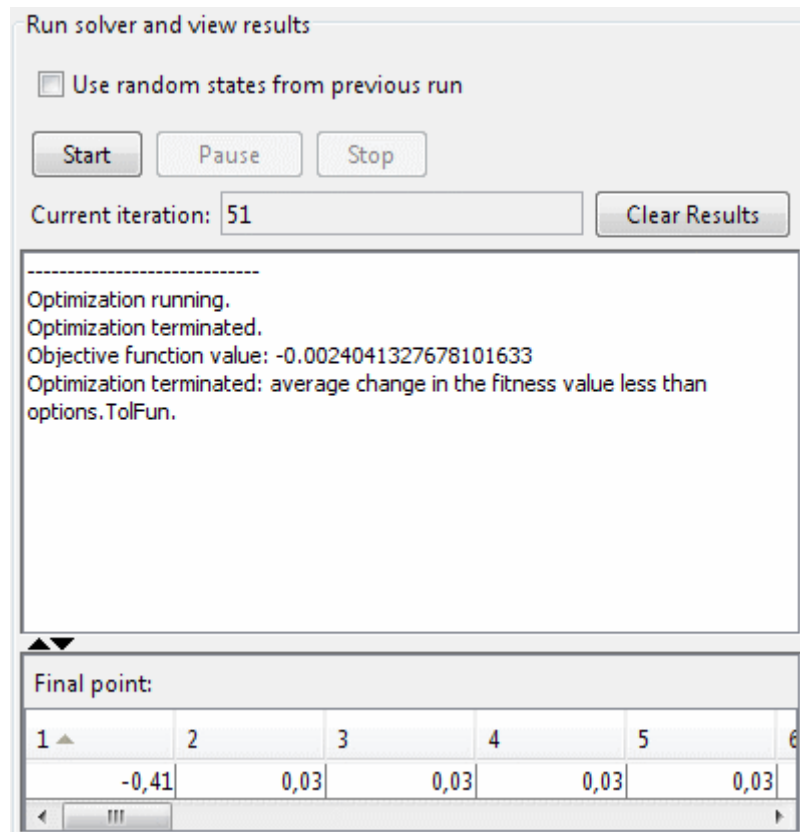 Run solver and view results
Use random states from previous run
Start Pause Stop
Current iteration: 51 Clear Results
-----------------------------
Optimization running.
Optimization terminated.
Objective function value: -0.0024041327678101633
Optimization terminated: average change in the fitness value less than
options.TolFun.
Final point:
1 2 3 4 5 6
-0,41 0,03 0,03 0,03 0,03